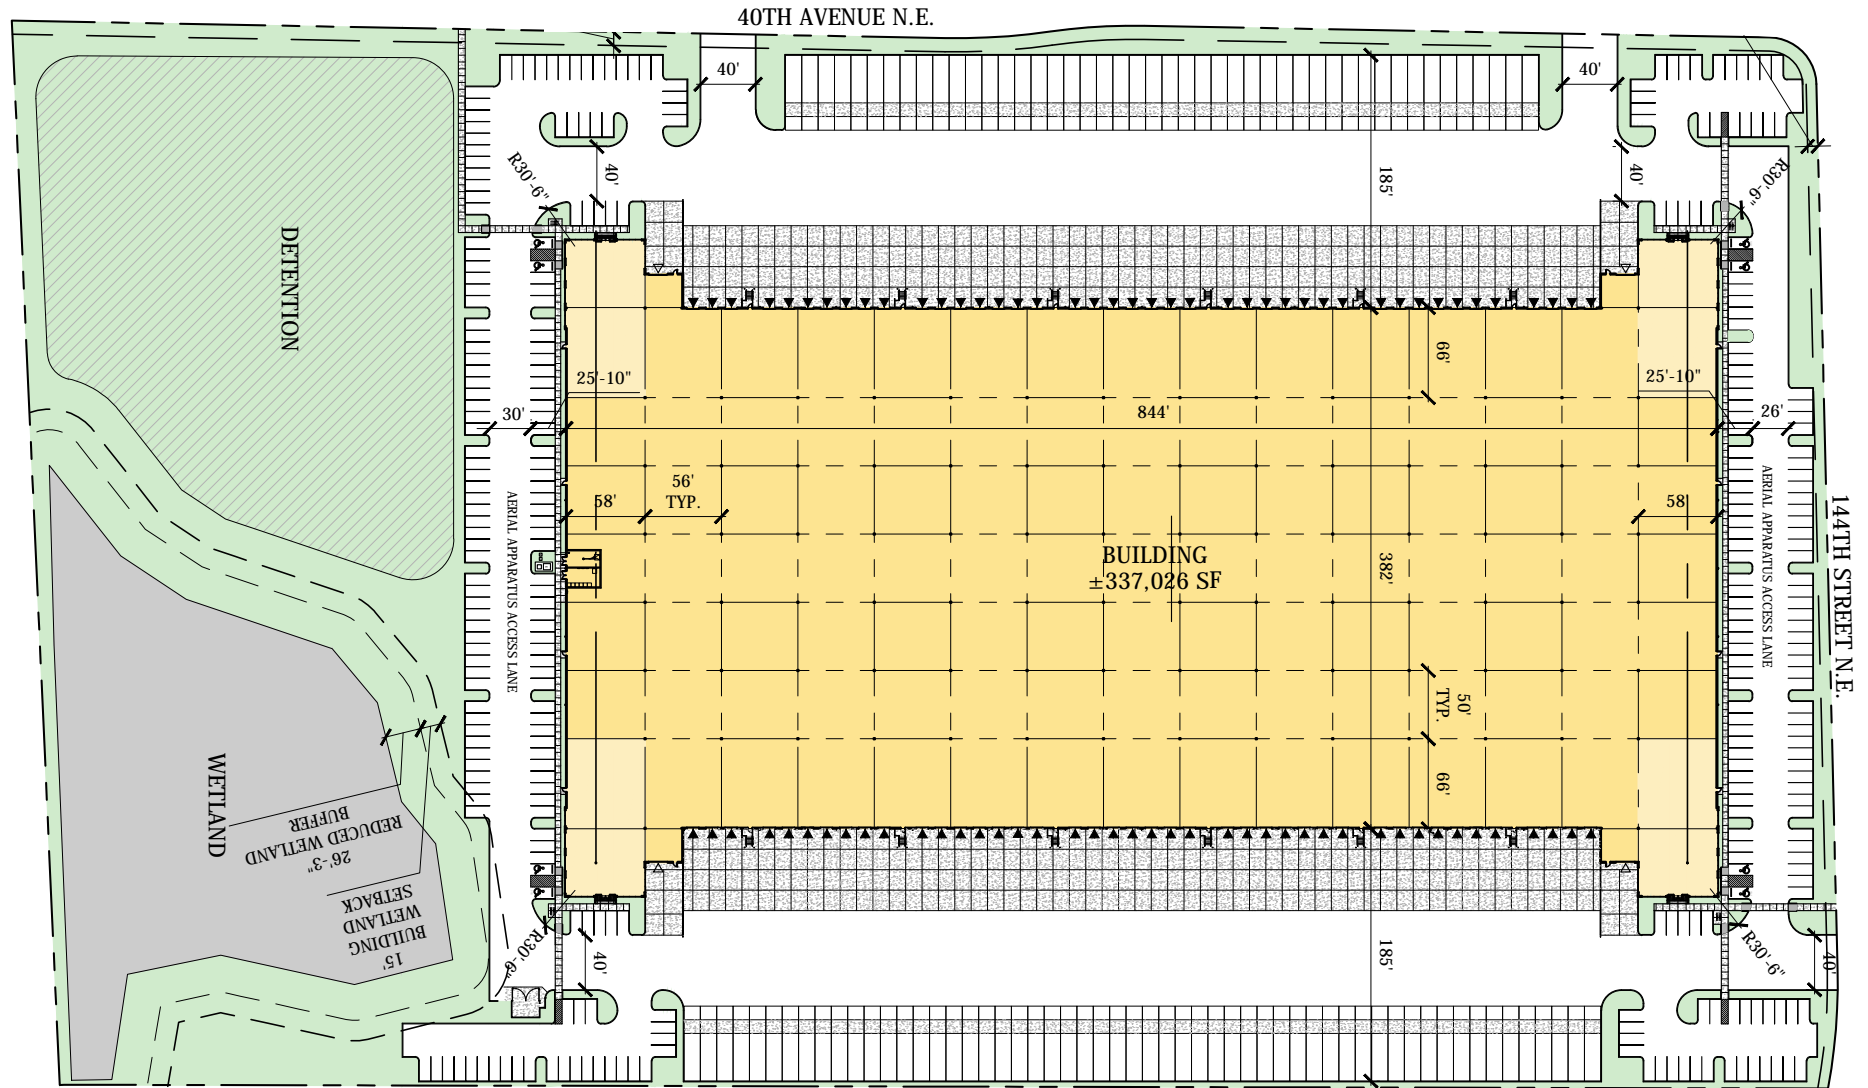 40TH AVENUE N.E.
40'
40'
R30'-6"
40'
185'
40'
R30'-6"
DETENTION
66'
25'-10"
25'-10"
30'
844'
26'
56'
TYP.
58'
58'
AERIAL APPARATUS ACCESS LANE
AERIAL APPARATUS ACCESS LANE
144TH STREET N.E.
BUILDING
±337,026 SF
382'
50'
TYP.
66'
WETLAND
26'-3"
REDUCED WETLAND
BUFFER
15'
BUILDING
WETLAND
SETBACK
R30'-6"
40'
185'
R30'-6"
40'